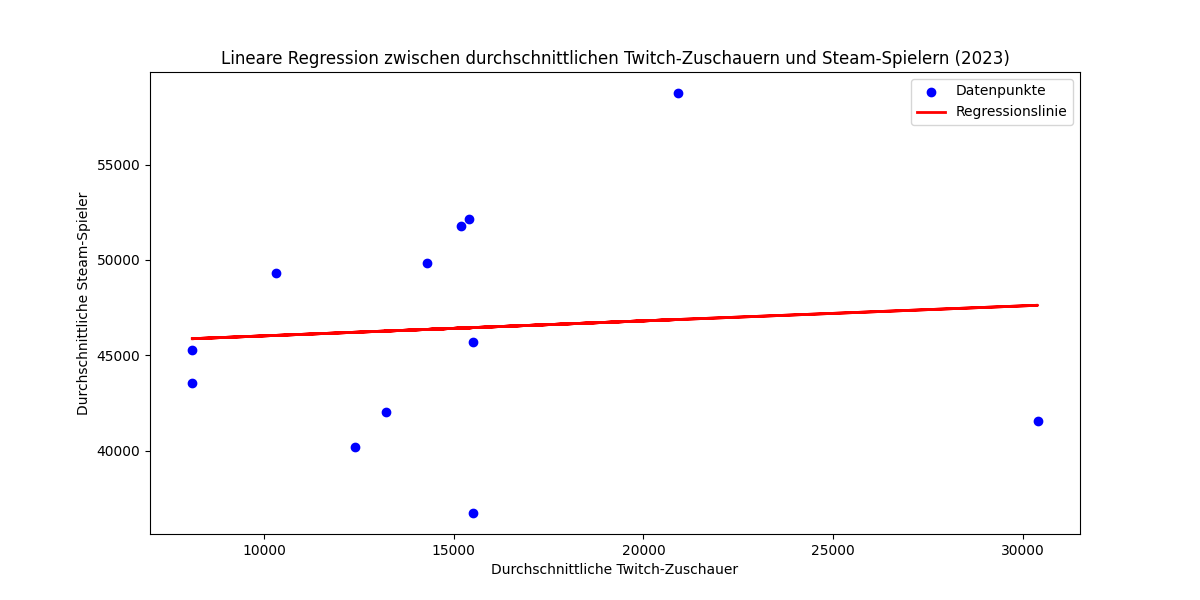 Lineare Regression zwischen durchschnittlichen Twitch-Zuschauern und Steam-Spielern (2023)
Datenpunkte
Regressionslinie
Durchschnittliche Steam-Spieler
55000
50000
45000
40000
10000
15000
20000
25000
30000
Durchschnittliche Twitch-Zuschauer